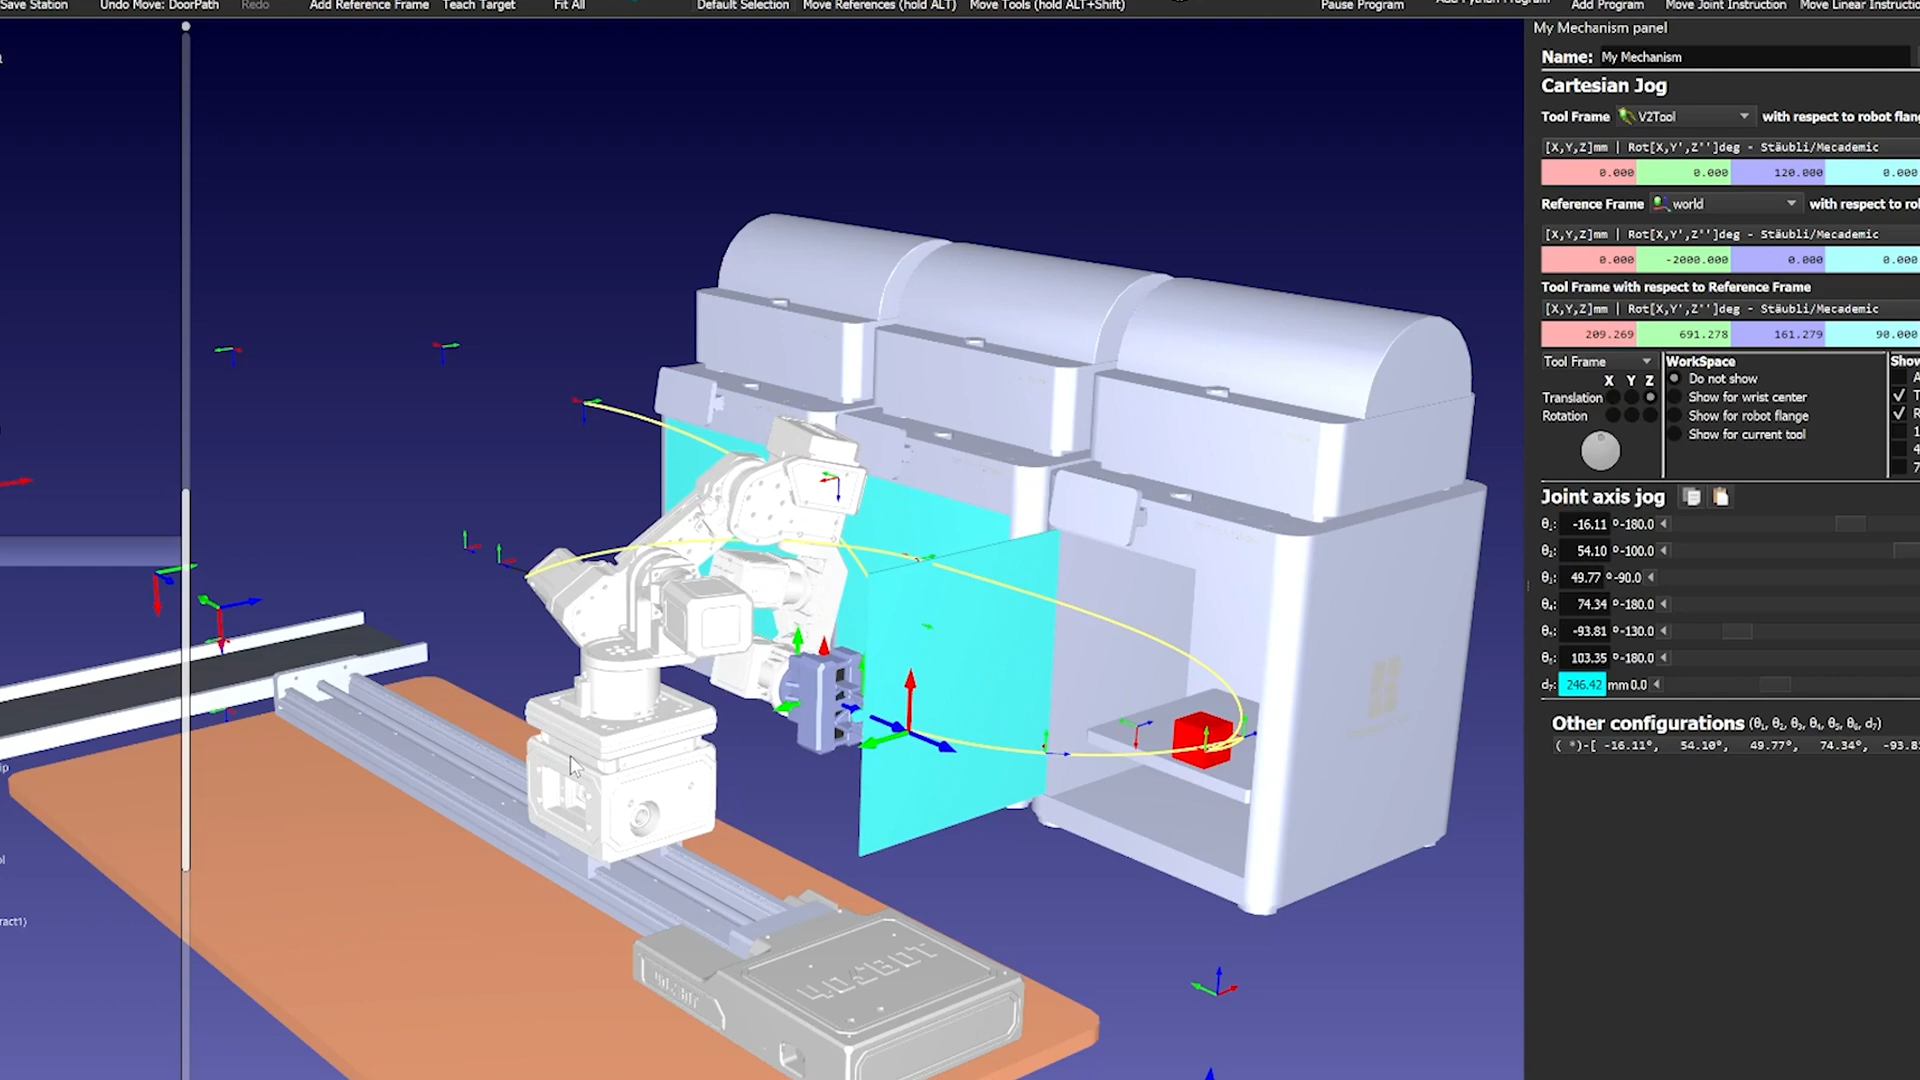 Save Station Undo Move: DoorPath Redo Add Reference Frame Teach Target Fit All Default Selection Move References (hold ALT) Move Tools (hold ALT+Shift) Pause Program Add Python Program Add Program Move Joint Instruction Move Linear Instructio
My Mechanism panel
Name: My Mechanism
Cartesian Jog
Tool Frame V2Tool with respect to robot flang
[X,Y,Z]mm | Rot[X,Y',Z'']deg - Stäubli/Mecademic
0.000 0.000 120.000 0.000
Reference Frame world with respect to ro
[X,Y,Z]mm | Rot[X,Y',Z'']deg - Stäubli/Mecademic
0.000 -2000.000 0.000 0.000
Tool Frame with respect to Reference Frame
[X,Y,Z]mm | Rot[X,Y',Z'']deg - Stäubli/Mecademic
209.269 691.278 161.279 90.000
Tool Frame WorkSpace Show
X Y Z Do not show
Translation Show for wrist center
Rotation Show for robot flange
Show for current tool
Joint axis jog
θ₁: -16.11 º-180.0
θ₂: 54.10 º-100.0
θ₃: 49.77 º-90.0
θ₄: 74.34 º-180.0
θ₅: -93.81 º-130.0
θ₆: 103.35 º-180.0
d₇: 246.42 mm 0.0
Other configurations (θ₁, θ₂, θ₃, θ₄, θ₅, θ₆, d₇)
( *)-[ -16.11°, 54.10°, 49.77°, 74.34°, -93.8
ract1)